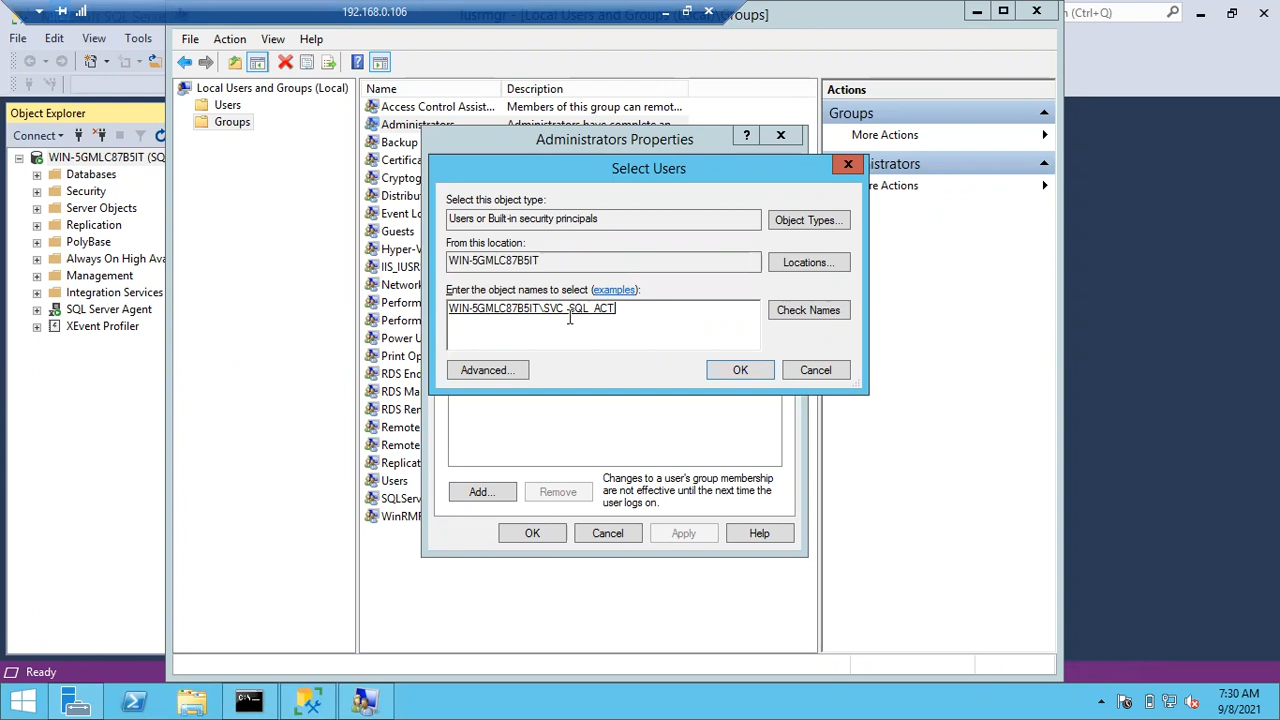 192.168.0.106
lusrmgr - [Local Users and Groups (Local)\Groups]
(Ctrl+Q)
File Edit View Tools
File Action View Help
Object Explorer
Connect
WIN-5GMLC87B5IT (SQ
Databases
Security
Server Objects
Replication
PolyBase
Always On High Ava
Management
Integration Services
SQL Server Agent
XEvent Profiler
Local Users and Groups (Local)
Users
Groups
Name Description
Access Control Assist... Members of this group can remot...
Administrators Administrators have complete an
Backup
Certifica
Cryptog
Distribut
Event Lo
Guests
Hyper-V
IIS_IUSR
Network
Perform
Perform
Power U
Print Op
RDS End
RDS Ma
RDS Rem
Remote
Remote
Replicat
Users
SQLServ
WinRMR
Actions
Groups
More Actions
istrators
re Actions
Administrators Properties
?
Select Users
Select this object type:
Users or Built-in security principals
Object Types...
From this location:
WIN-5GMLC87B5IT
Locations...
Enter the object names to select (examples):
WIN-5GMLC87B5IT\SVC_SQL_ACT
Check Names
Advanced...
OK
Cancel
Add...
Remove
Changes to a user's group membership
are not effective until the next time the
user logs on.
OK
Cancel
Apply
Help
Ready
7:30 AM
9/8/2021